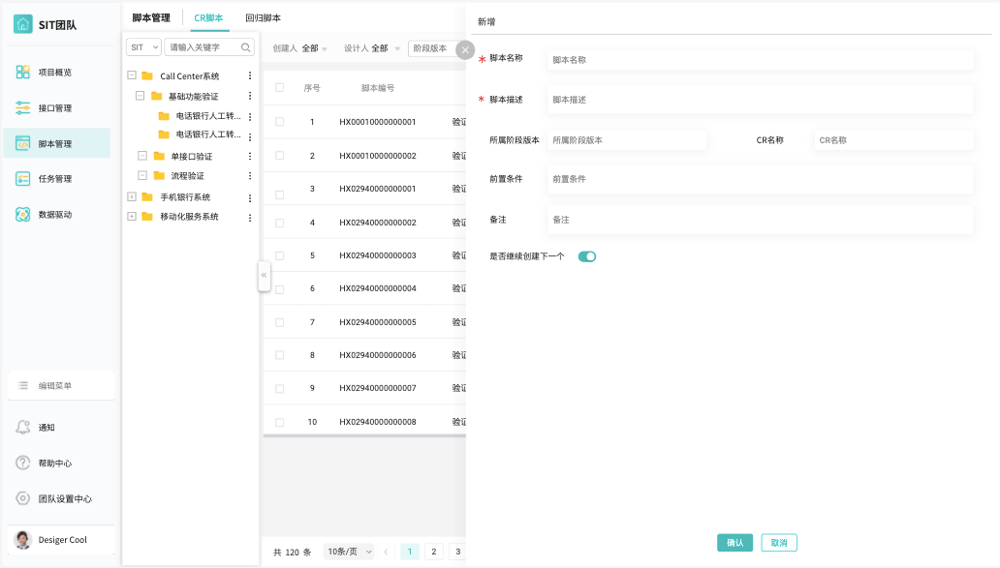 SIT团队
项目概览
接口管理
脚本管理
任务管理
数据驱动
编辑菜单
通知
帮助中心
团队设置中心
Desiger Cool
脚本管理 CR脚本 回归脚本
SIT 请输入关键字
Call Center系统
基础功能验证
电话银行人工转...
电话银行人工转...
单接口验证
流程验证
手机银行系统
移动化服务系统
创建人 全部 设计人 全部 阶段版本
序号 脚本编号
1 HX00010000000001 验证
2 HX00010000000002 验证
3 HX02940000000001 验证
4 HX02940000000002 验证
5 HX02940000000003 验证
6 HX02940000000004 验证
7 HX02940000000005 验证
8 HX02940000000006 验证
9 HX02940000000007 验证
10 HX02940000000008 验证
共 120 条 10条/页 1 2 3
新增
* 脚本名称 脚本名称
* 脚本描述 脚本描述
所属阶段版本 所属阶段版本 CR名称 CR名称
前置条件 前置条件
备注 备注
是否继续创建下一个
确认 取消